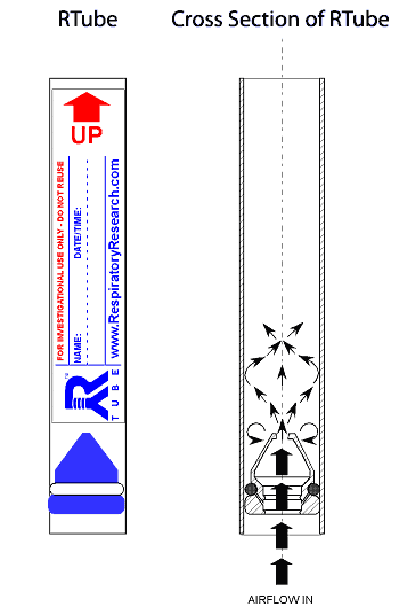 RTube
Cross Section of RTube
UP
FOR INVESTIGATIONAL USE ONLY • DO NOT REUSE
NAME: DATE/TIME:
www.RespiratoryResearch.com
R
TUBE
AIRFLOW IN